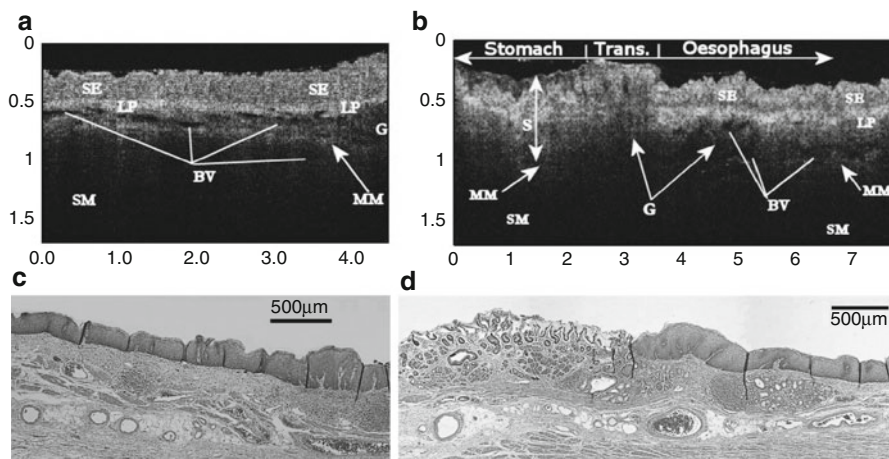 a
0
0.5
1
1.5
SE
SE
LP
LP
G
BV
MM
SM
0.0 1.0 2.0 3.0 4.0
b
0
0.5
1
1.5
Stomach Trans. Oesophagus
SE
SE
LP
S
MM
G
BV
MM
SM
SM
0 1 2 3 4 5 6 7
c
500μm
d
500μm